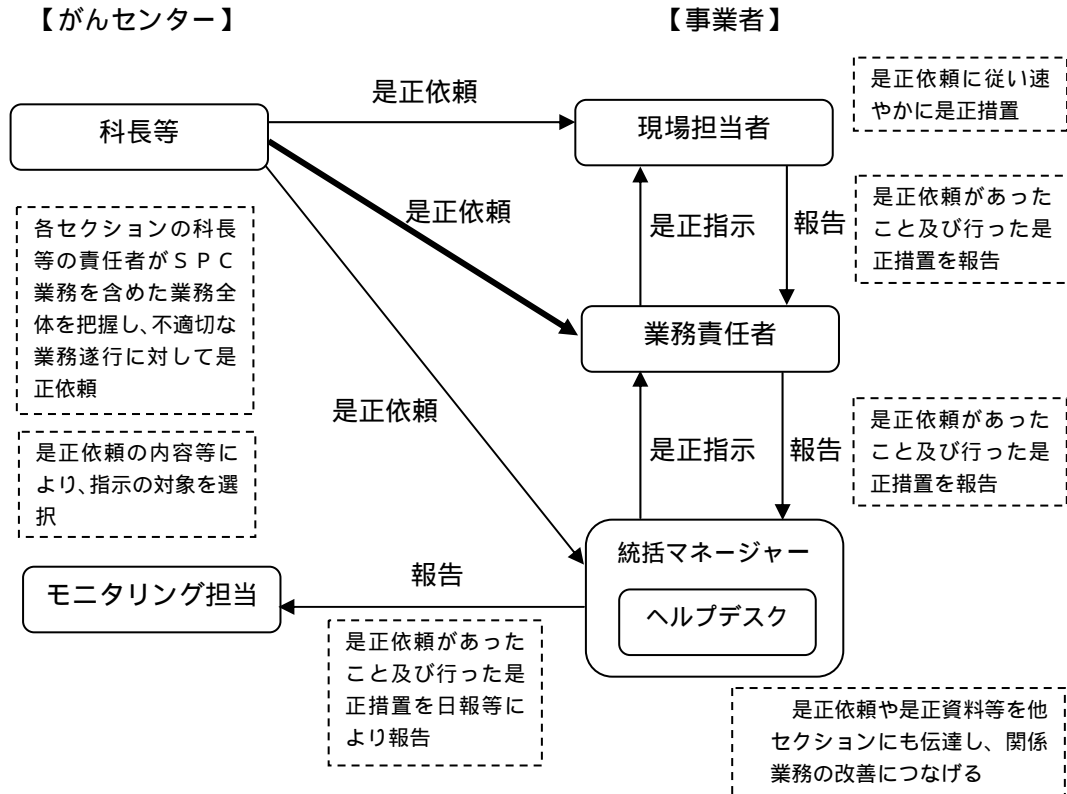 【がんセンター】
【事業者】
是正依頼
科長等
現場担当者
是正依頼に従い速
やかに是正措置
是正依頼
是正指示
報告
是正依頼があった
こと及び行った是
正措置を報告
各セクションの科長
等の責任者がＳＰＣ
業務を含めた業務全
体を把握し、不適切な
業務遂行に対して是
正依頼
業務責任者
是正依頼
是正指示
報告
是正依頼があった
こと及び行った是
正措置を報告
是正依頼の内容等に
より、指示の対象を選
択
統括マネージャー
ヘルプデスク
モニタリング担当
報告
是正依頼があった
こと及び行った是
正措置を日報等に
より報告
是正依頼や是正資料等を他
セクションにも伝達し、関係
業務の改善につなげる